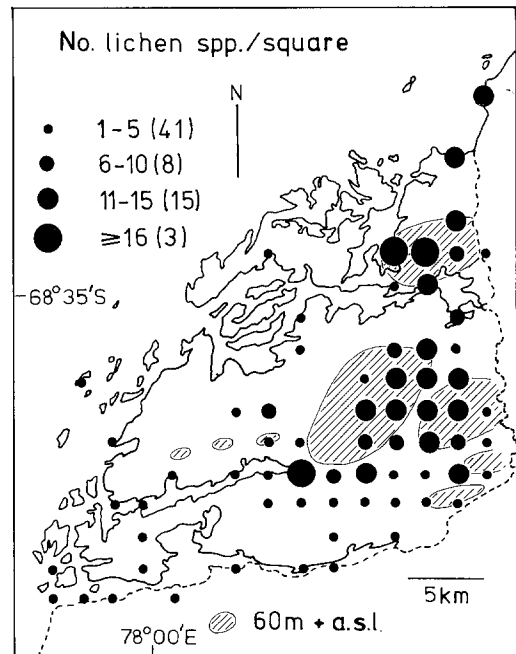 No. lichen spp./square
N
1-5 (41)
6-10 (8)
11-15 (15)
≥16 (3)
68°35'S
5km
60m + a.s.l.
78°00'E